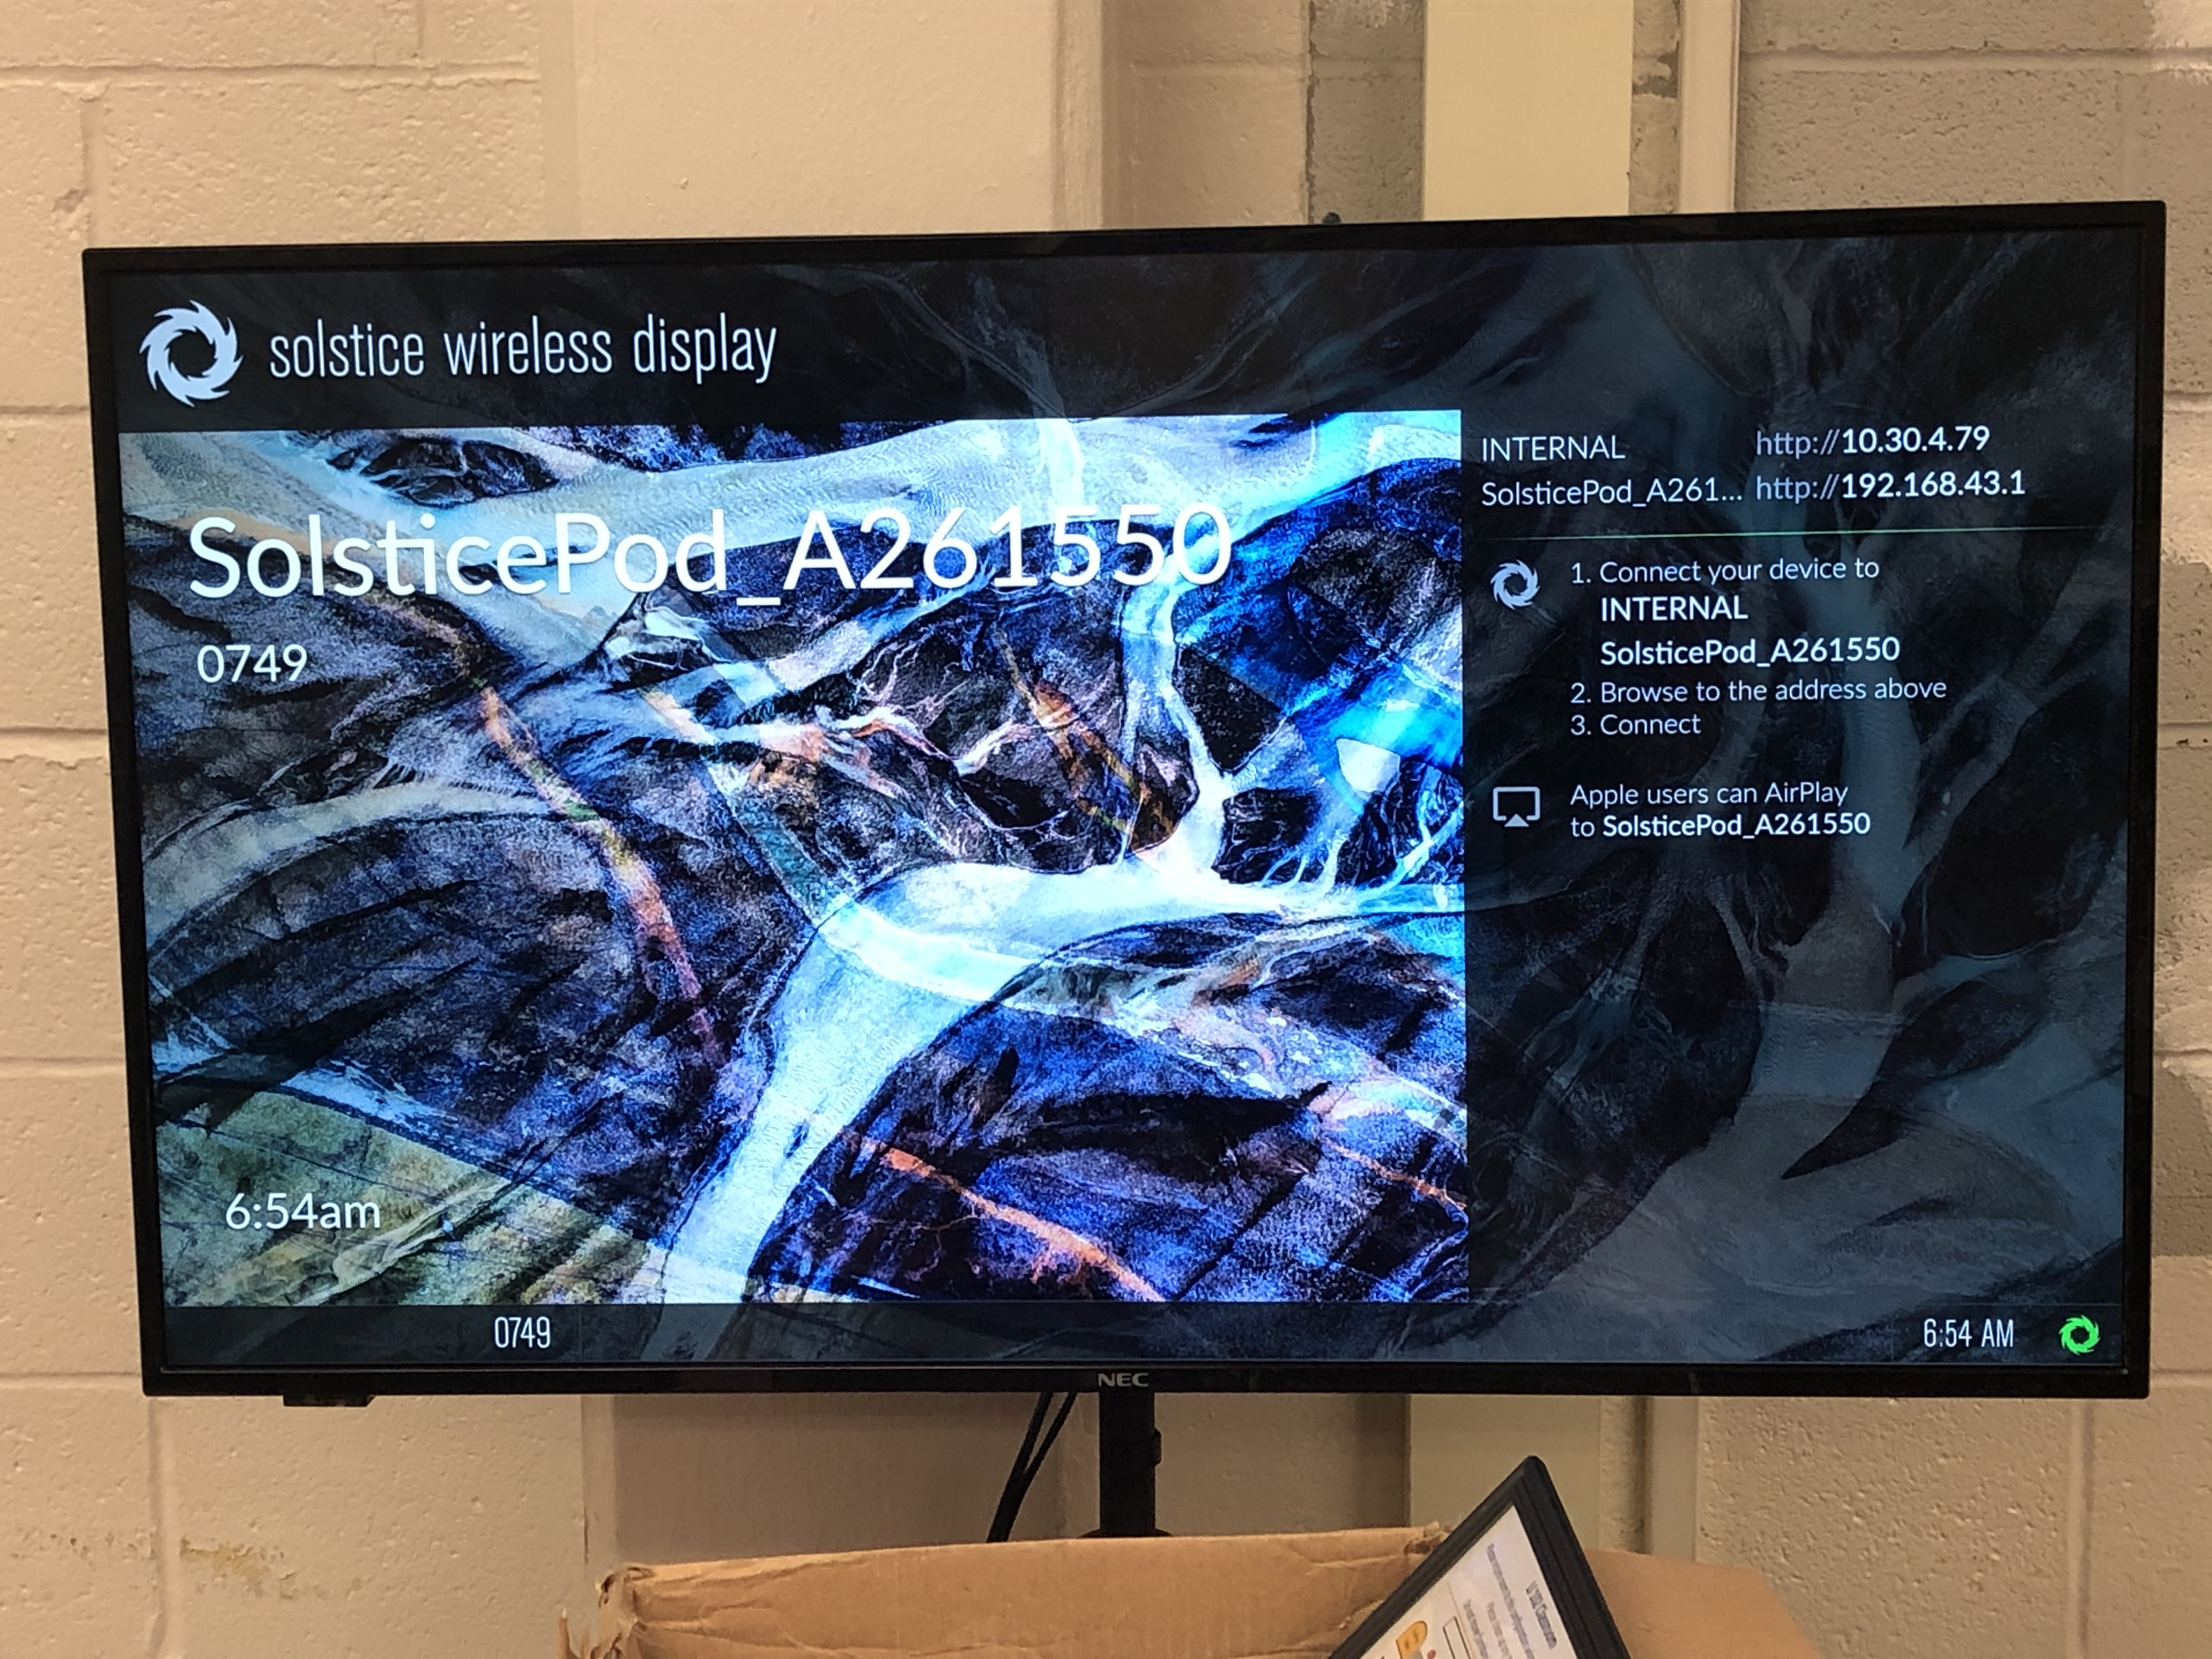 solstice wireless display
SolsticePod_A261550
0749
6:54am
INTERNAL http://10.30.4.79
SolsticePod_A261... http://192.168.43.1
1. Connect your device to
INTERNAL
SolsticePod_A261550
2. Browse to the address above
3. Connect
Apple users can AirPlay
to SolsticePod_A261550
0749
6:54 AM
NEC
Classroom